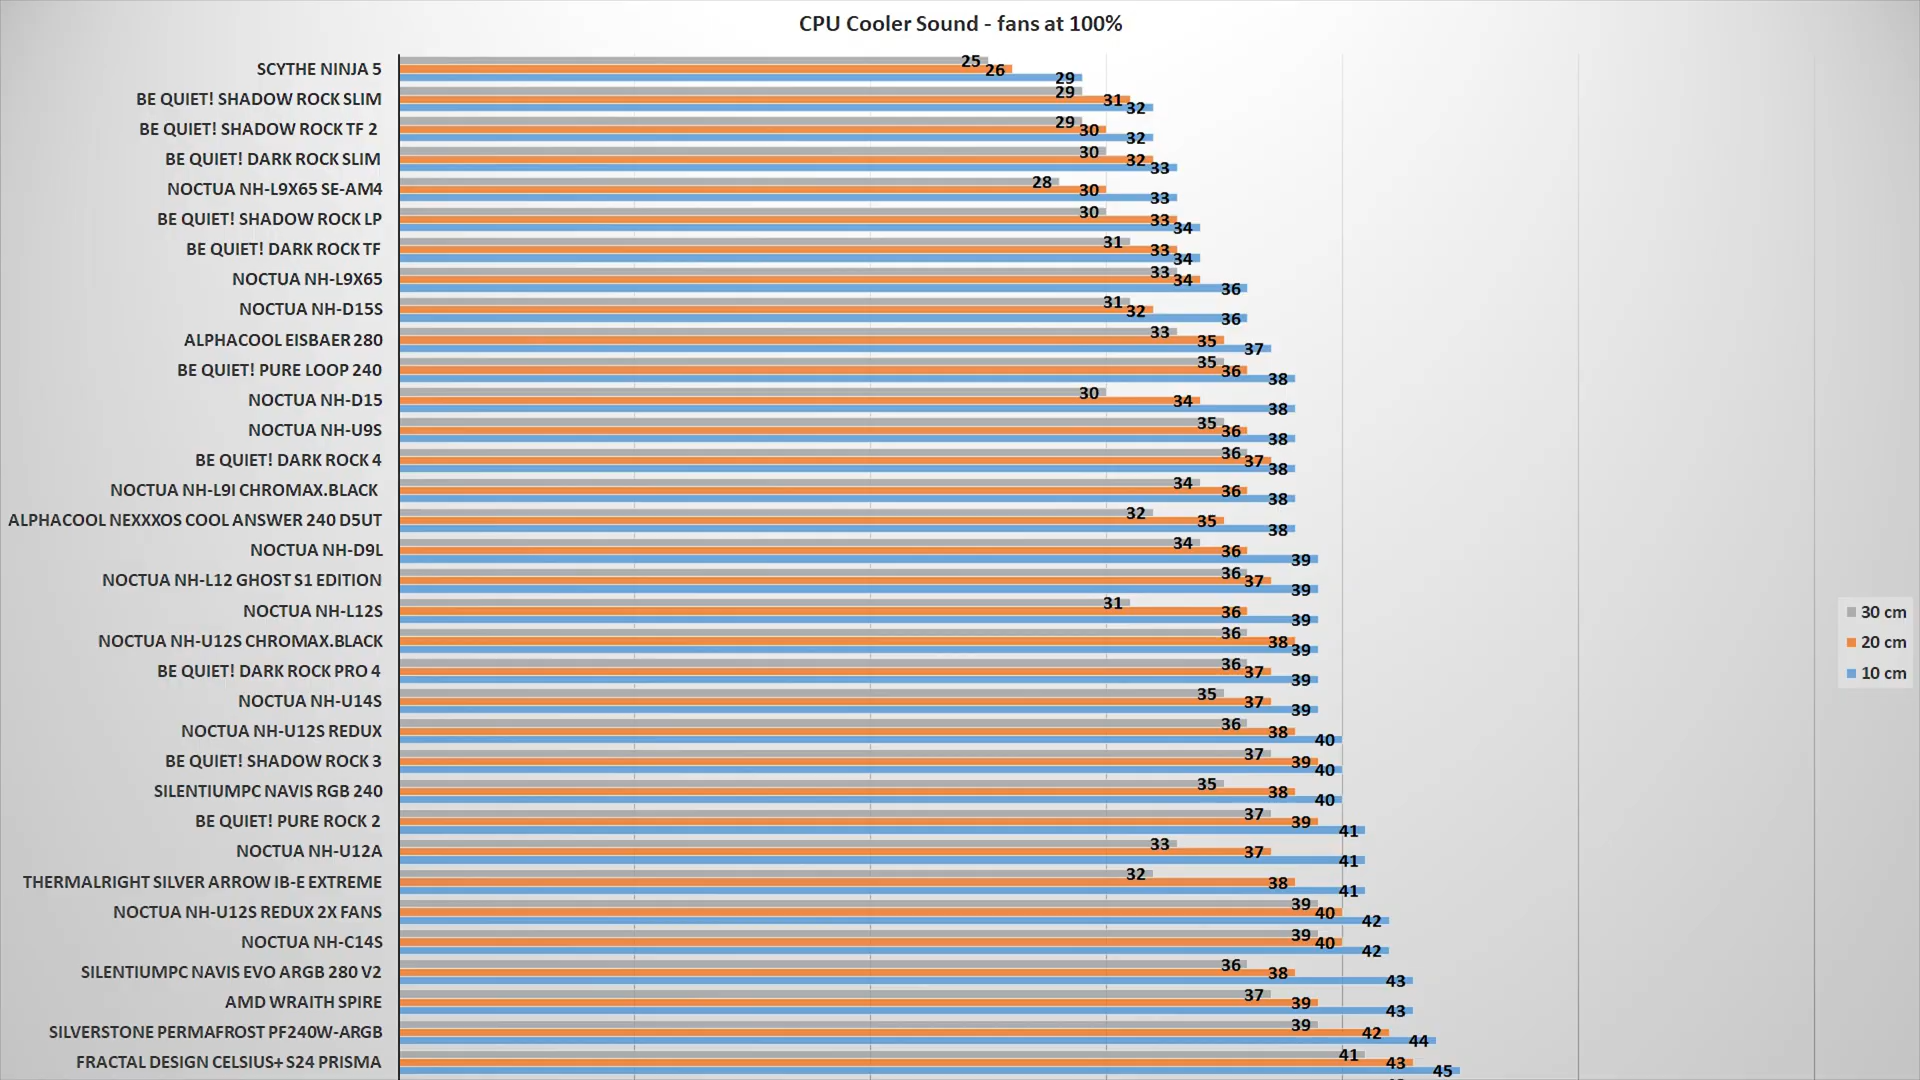 CPU Cooler Sound - fans at 100%
SCYTHE NINJA 5 25 26 29
BE QUIET! SHADOW ROCK SLIM 29 31 32
BE QUIET! SHADOW ROCK TF 2 29 30 32
BE QUIET! DARK ROCK SLIM 30 32 33
NOCTUA NH-L9X65 SE-AM4 28 30 33
BE QUIET! SHADOW ROCK LP 30 33 34
BE QUIET! DARK ROCK TF 31 33 34
NOCTUA NH-L9X65 33 34 36
NOCTUA NH-D15S 31 32 36
ALPHACOOL EISBAER 280 33 35 37
BE QUIET! PURE LOOP 240 35 36 38
NOCTUA NH-D15 30 34 38
NOCTUA NH-U9S 35 36 38
BE QUIET! DARK ROCK 4 36 37 38
NOCTUA NH-L9I CHROMAX.BLACK 34 36 38
ALPHACOOL NEXXXOS COOL ANSWER 240 D5UT 32 35 38
NOCTUA NH-D9L 34 36 39
NOCTUA NH-L12 GHOST S1 EDITION 36 37 39
NOCTUA NH-L12S 31 36 39
NOCTUA NH-U12S CHROMAX.BLACK 36 38 39
BE QUIET! DARK ROCK PRO 4 36 37 39
NOCTUA NH-U14S 35 37 39
NOCTUA NH-U12S REDUX 36 38 40
BE QUIET! SHADOW ROCK 3 37 39 40
SILENTIUMPC NAVIS RGB 240 35 38 40
BE QUIET! PURE ROCK 2 37 39 41
NOCTUA NH-U12A 33 37 41
THERMALRIGHT SILVER ARROW IB-E EXTREME 32 38 41
NOCTUA NH-U12S REDUX 2X FANS 39 40 42
NOCTUA NH-C14S 39 40 42
SILENTIUMPC NAVIS EVO ARGB 280 V2 36 38 43
AMD WRAITH SPIRE 37 39 43
SILVERSTONE PERMAFROST PF240W-ARGB 39 42 44
FRACTAL DESIGN CELSIUS+ S24 PRISMA 41 43 45
30 cm
20 cm
10 cm